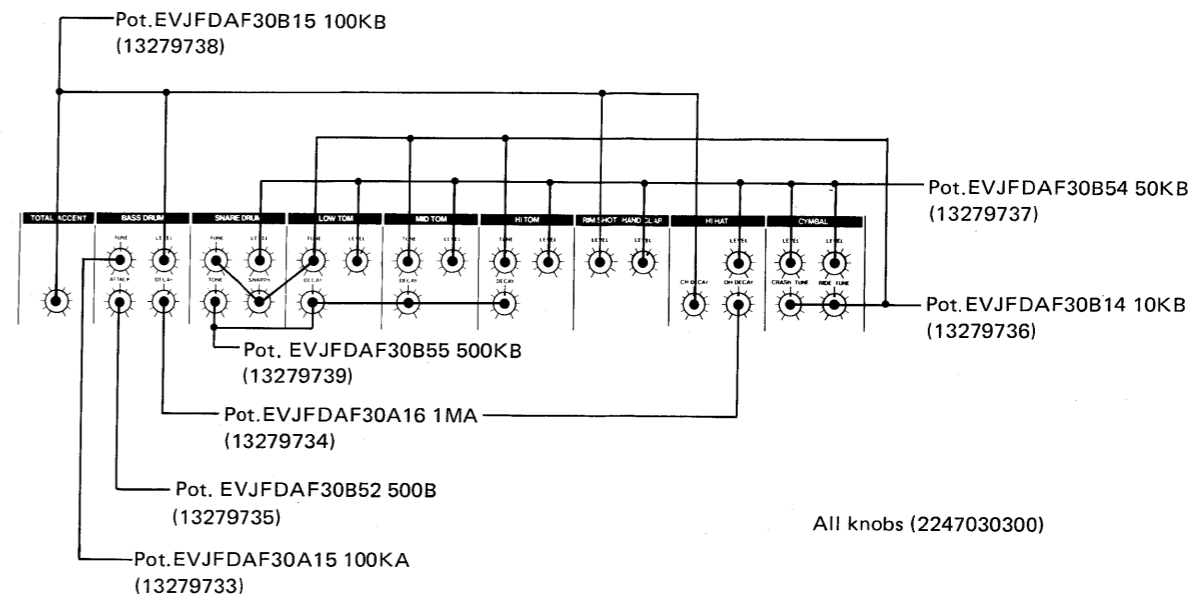 Pot.EVJFDAF30B15 100KB
(13279738)
Pot.EVJFDAF30B54 50KB
(13279737)
TOTAL ACCENT BASS DRUM SNARE DRUM LOW TOM MID TOM HI TOM RIM SHOT HAND CLAP HI HAT CYMBAL
TUNE LEVEL TUNE LEVEL TUNE LEVEL TUNE LEVEL TUNE LEVEL LEVEL LEVEL LEVEL LEVEL LEVEL
ATTACK DECAY TONE SNAPPY DECAY DECAY DECAY CH DECAY OH DECAY CRASH TUNE RIDE TUNE
Pot.EVJFDAF30B14 10KB
(13279736)
Pot. EVJFDAF30B55 500KB
(13279739)
Pot.EVJFDAF30A16 1MA
(13279734)
Pot. EVJFDAF30B52 500B
(13279735)
All knobs (2247030300)
Pot.EVJFDAF30A15 100KA
(13279733)